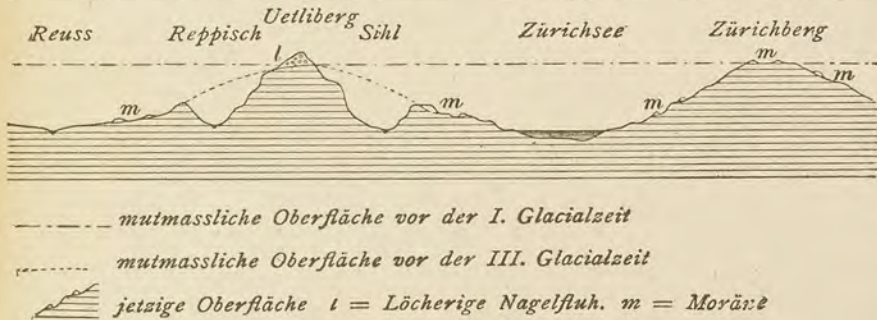 Uetliberg
Reuss Reppisch Sihl Zürichsee Zürichberg
l m
m m m m
mutmassliche Oberfläche vor der I. Glacialzeit
mutmassliche Oberfläche vor der III. Glacialzeit
jetzige Oberfläche l = Löcherige Nagelfluh. m = Moräne